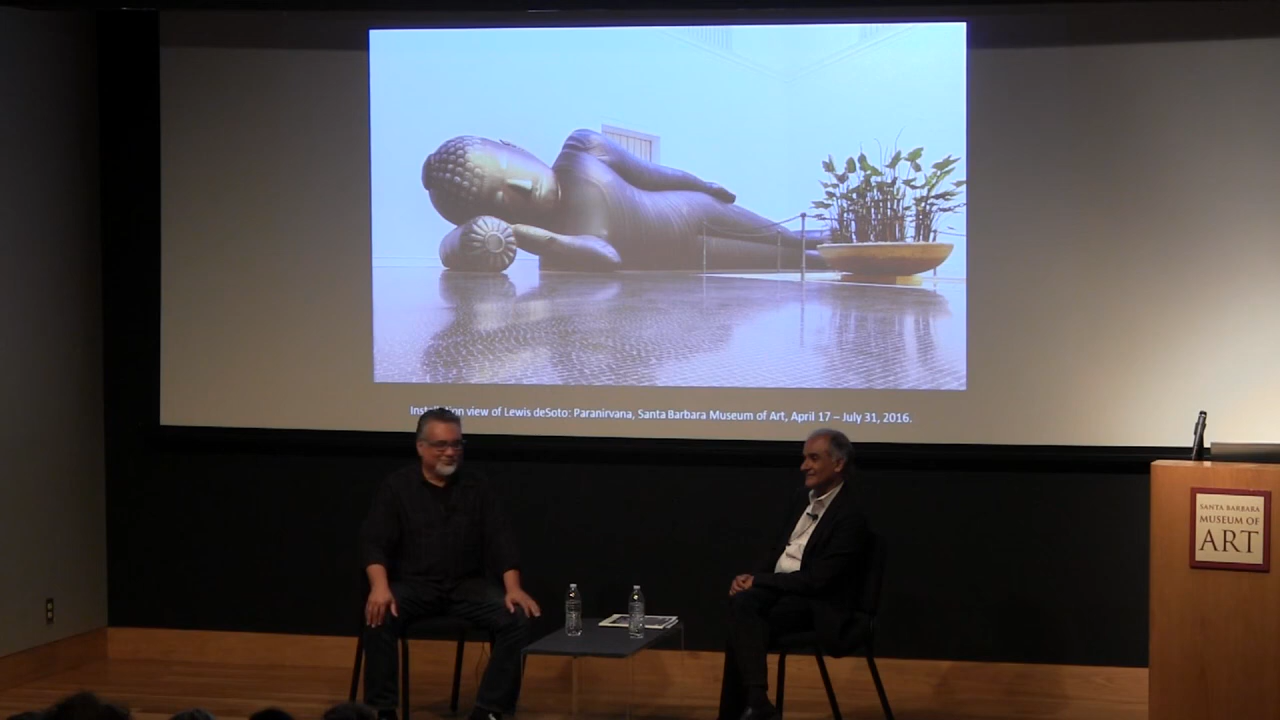 Installation view of Lewis deSoto: Paranirvana, Santa Barbara Museum of Art, April 17 – July 31, 2016.
SANTA BARBARA
MUSEUM OF
ART